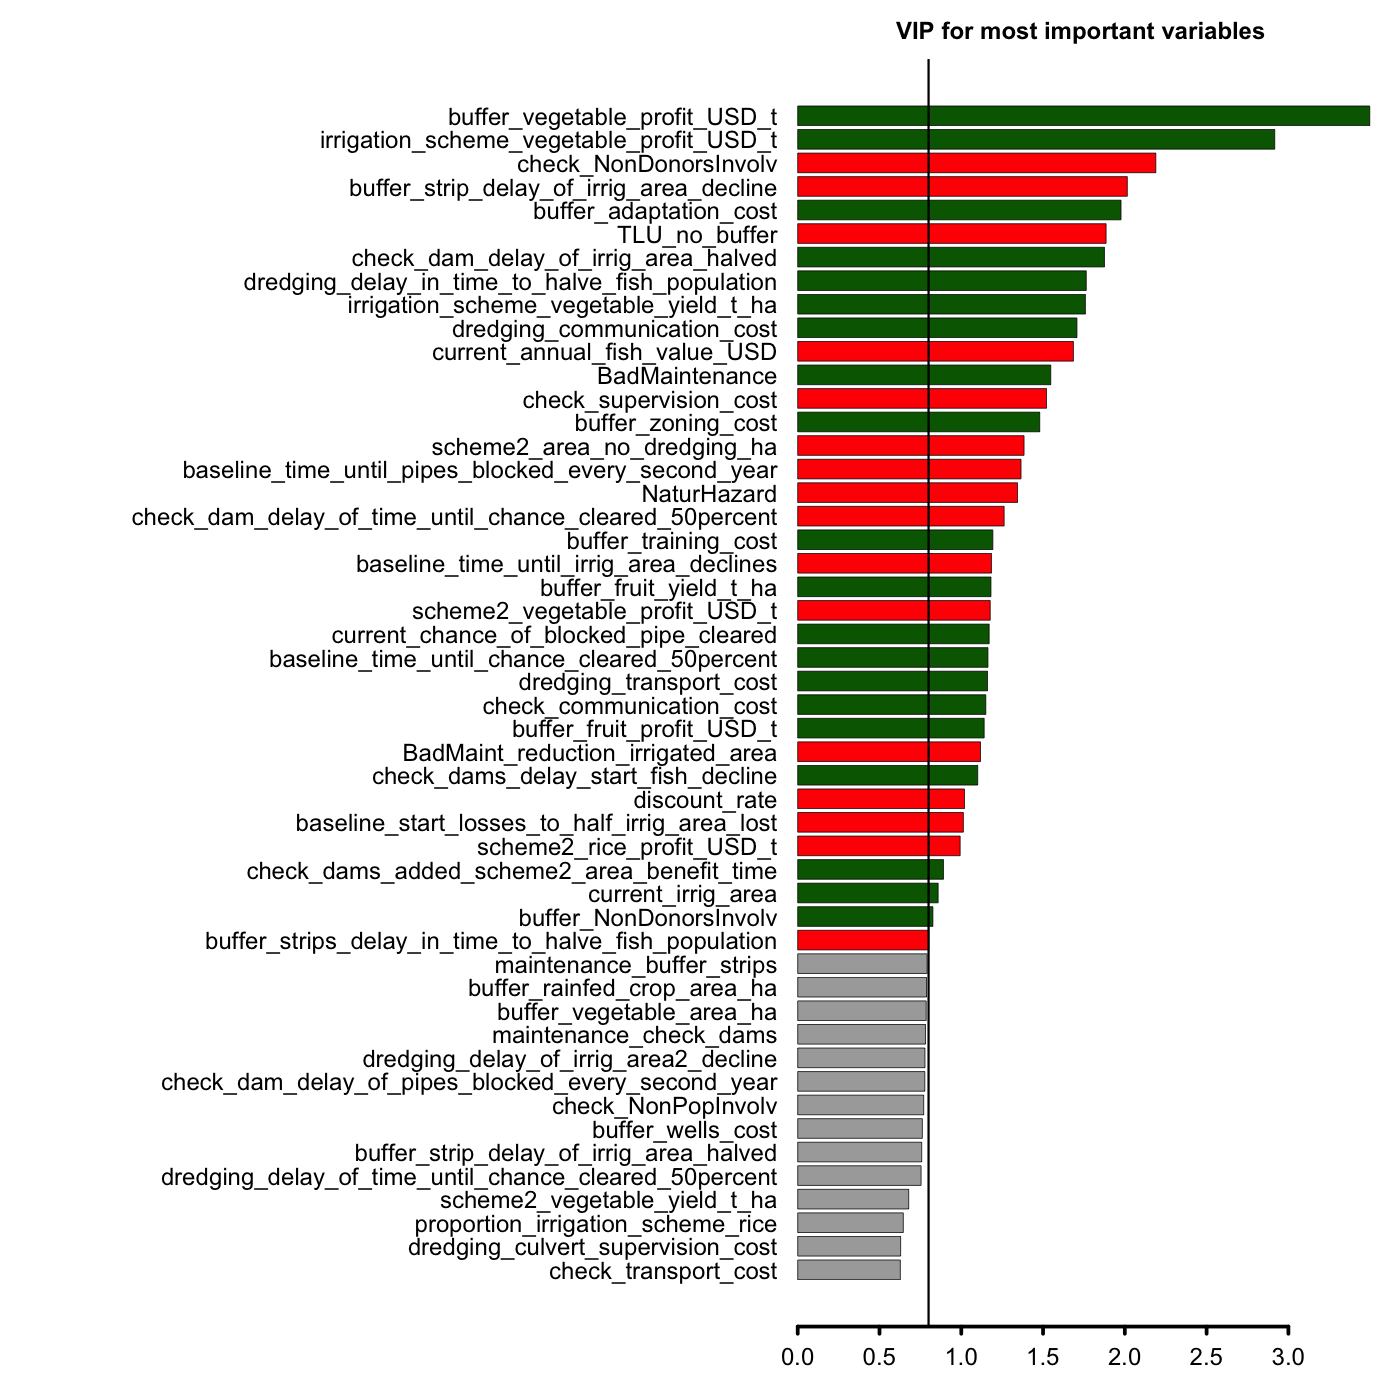 VIP for most important variables
buffer_vegetable_profit_USD_t
irrigation_scheme_vegetable_profit_USD_t
check_NonDonorsInvolv
buffer_strip_delay_of_irrig_area_decline
buffer_adaptation_cost
TLU_no_buffer
check_dam_delay_of_irrig_area_halved
dredging_delay_in_time_to_halve_fish_population
irrigation_scheme_vegetable_yield_t_ha
dredging_communication_cost
current_annual_fish_value_USD
BadMaintenance
check_supervision_cost
buffer_zoning_cost
scheme2_area_no_dredging_ha
baseline_time_until_pipes_blocked_every_second_year
NaturHazard
check_dam_delay_of_time_until_chance_cleared_50percent
buffer_training_cost
baseline_time_until_irrig_area_declines
buffer_fruit_yield_t_ha
scheme2_vegetable_profit_USD_t
current_chance_of_blocked_pipe_cleared
baseline_time_until_chance_cleared_50percent
dredging_transport_cost
check_communication_cost
buffer_fruit_profit_USD_t
BadMaint_reduction_irrigated_area
check_dams_delay_start_fish_decline
discount_rate
baseline_start_losses_to_half_irrig_area_lost
scheme2_rice_profit_USD_t
check_dams_added_scheme2_area_benefit_time
current_irrig_area
buffer_NonDonorsInvolv
buffer_strips_delay_in_time_to_halve_fish_population
maintenance_buffer_strips
buffer_rainfed_crop_area_ha
buffer_vegetable_area_ha
maintenance_check_dams
dredging_delay_of_irrig_area2_decline
check_dam_delay_of_pipes_blocked_every_second_year
check_NonPopInvolv
buffer_wells_cost
buffer_strip_delay_of_irrig_area_halved
dredging_delay_of_time_until_chance_cleared_50percent
scheme2_vegetable_yield_t_ha
proportion_irrigation_scheme_rice
dredging_culvert_supervision_cost
check_transport_cost
0.0 0.5 1.0 1.5 2.0 2.5 3.0